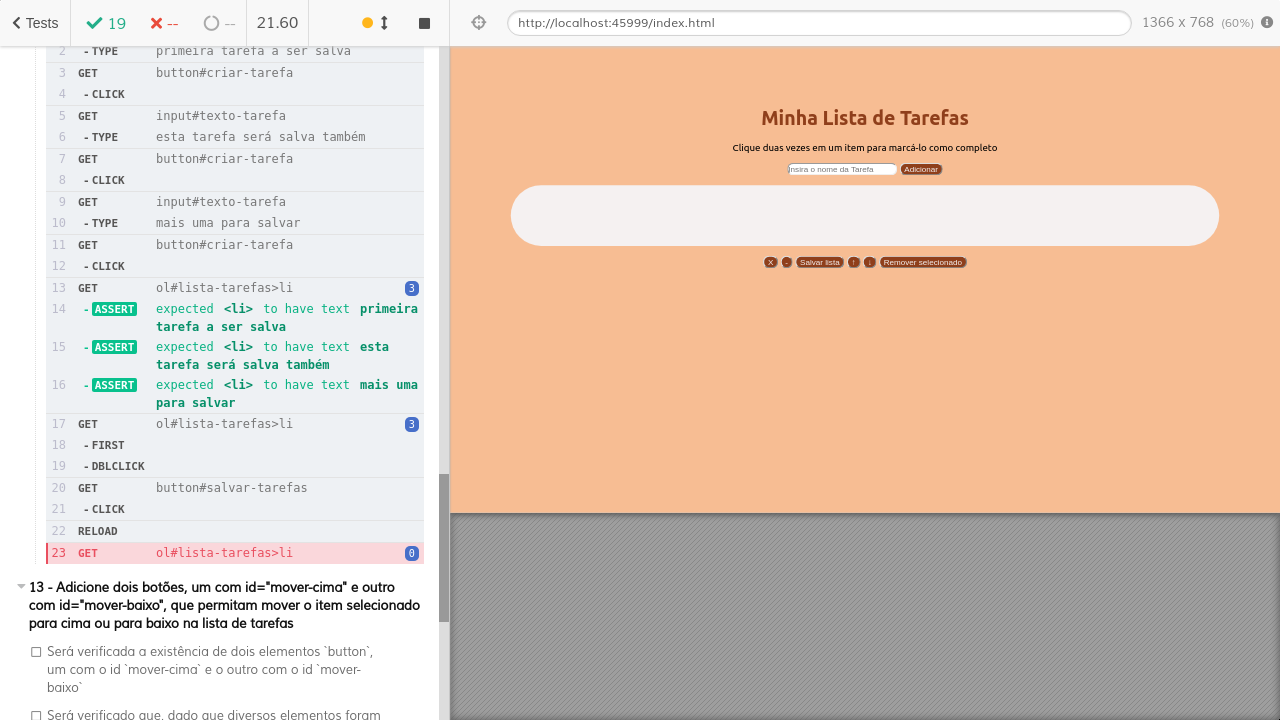 Tests 19 -- -- 21.60 http://localhost:45999/index.html 1366 x 768 (60%)
2 - TYPE primeira tarefa a ser salva
3 GET button#criar-tarefa
4 - CLICK
5 GET input#texto-tarefa
6 - TYPE esta tarefa será salva também
7 GET button#criar-tarefa
8 - CLICK
9 GET input#texto-tarefa
10 - TYPE mais uma para salvar
11 GET button#criar-tarefa
12 - CLICK
13 GET ol#lista-tarefas>li 3
14 - ASSERT expected <li> to have text primeira
tarefa a ser salva
15 - ASSERT expected <li> to have text esta
tarefa será salva também
16 - ASSERT expected <li> to have text mais uma
para salvar
17 GET ol#lista-tarefas>li 3
18 - FIRST
19 - DBLCLICK
20 GET button#salvar-tarefas
21 - CLICK
22 RELOAD
23 GET ol#lista-tarefas>li 0
13 - Adicione dois botões, um com id="mover-cima" e outro
com id="mover-baixo", que permitam mover o item selecionado
para cima ou para baixo na lista de tarefas
Será verificada a existência de dois elementos `button`,
um com o id `mover-cima` e o outro com o id `mover-
baixo`
Será verificado que, dado que diversos elementos foram
Minha Lista de Tarefas
Clique duas vezes em um item para marcá-lo como completo
Insira o nome da Tarefa Adicionar
X - Salvar lista ↑ ↓ Remover selecionado